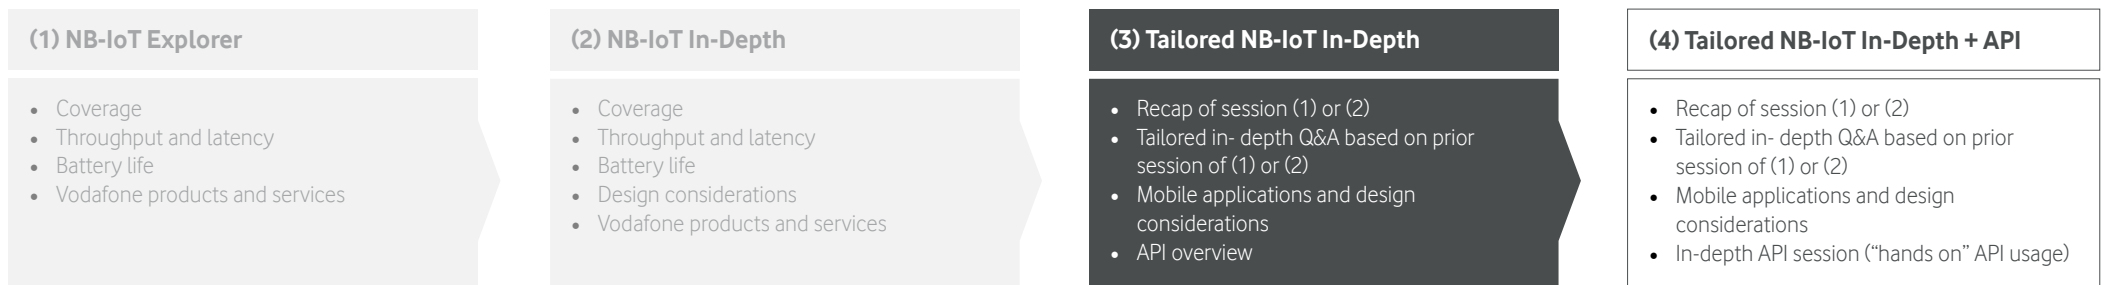 (1) NB-IoT Explorer
• Coverage
• Throughput and latency
• Battery life
• Vodafone products and services
(2) NB-IoT In-Depth
• Coverage
• Throughput and latency
• Battery life
• Design considerations
• Vodafone products and services
(3) Tailored NB-IoT In-Depth
• Recap of session (1) or (2)
• Tailored in- depth Q&A based on prior
session of (1) or (2)
• Mobile applications and design
considerations
• API overview
(4) Tailored NB-IoT In-Depth + API
• Recap of session (1) or (2)
• Tailored in- depth Q&A based on prior
session of (1) or (2)
• Mobile applications and design
considerations
• In-depth API session (“hands on” API usage)